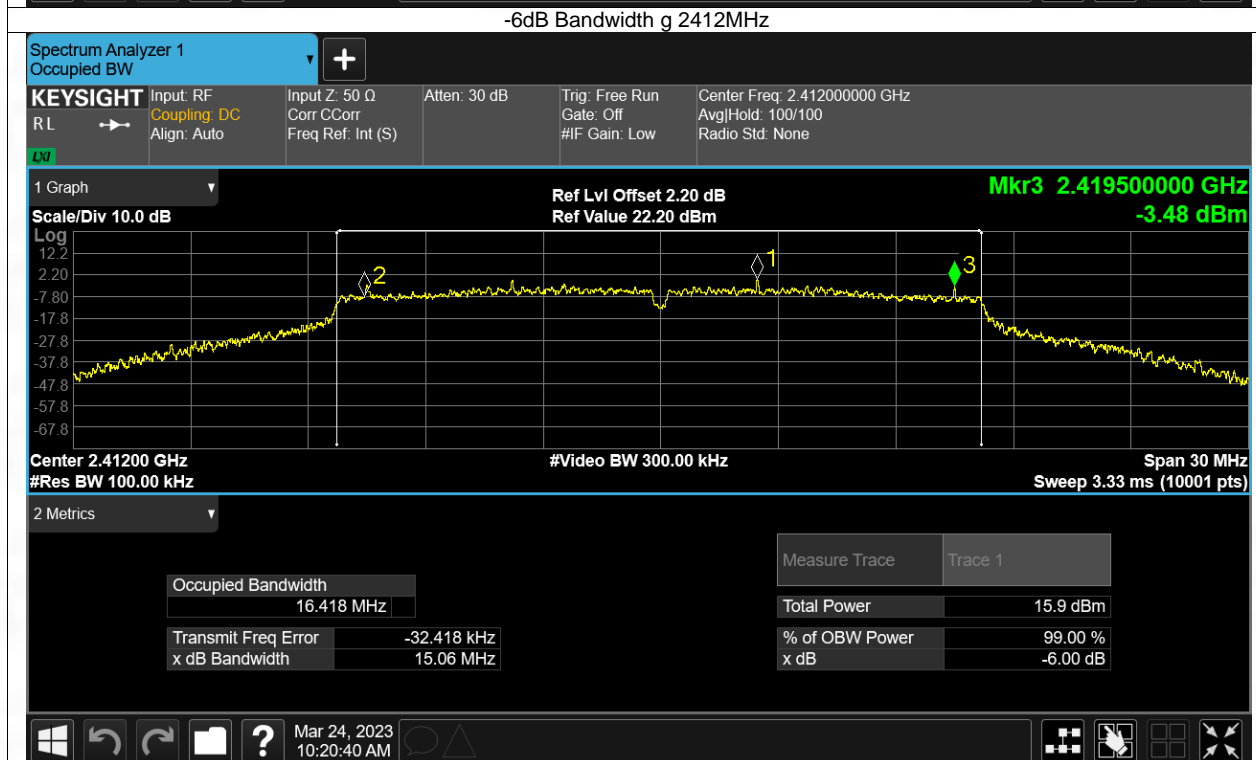 -6dB Bandwidth g 2412MHz
Spectrum Analyzer 1
Occupied BW
+
KEYSIGHT
RL
LXI
Input: RF
Coupling: DC
Align: Auto
Input Z: 50 Ω
Corr CCorr
Freq Ref: Int (S)
Atten: 30 dB
Trig: Free Run
Gate: Off
#IF Gain: Low
Center Freq: 2.412000000 GHz
Avg|Hold: 100/100
Radio Std: None
1 Graph
Scale/Div 10.0 dB
Ref Lvl Offset 2.20 dB
Ref Value 22.20 dBm
Mkr3 2.419500000 GHz
-3.48 dBm
Log
12.2
2.20
-7.80
-17.8
-27.8
-37.8
-47.8
-57.8
-67.8
2
1
3
Center 2.41200 GHz
#Res BW 100.00 kHz
#Video BW 300.00 kHz
Span 30 MHz
Sweep 3.33 ms (10001 pts)
2 Metrics
Measure Trace Trace 1
Occupied Bandwidth
16.418 MHz
Total Power 15.9 dBm
Transmit Freq Error -32.418 kHz
% of OBW Power 99.00 %
x dB Bandwidth 15.06 MHz
x dB -6.00 dB
?
Mar 24, 2023
10:20:40 AM